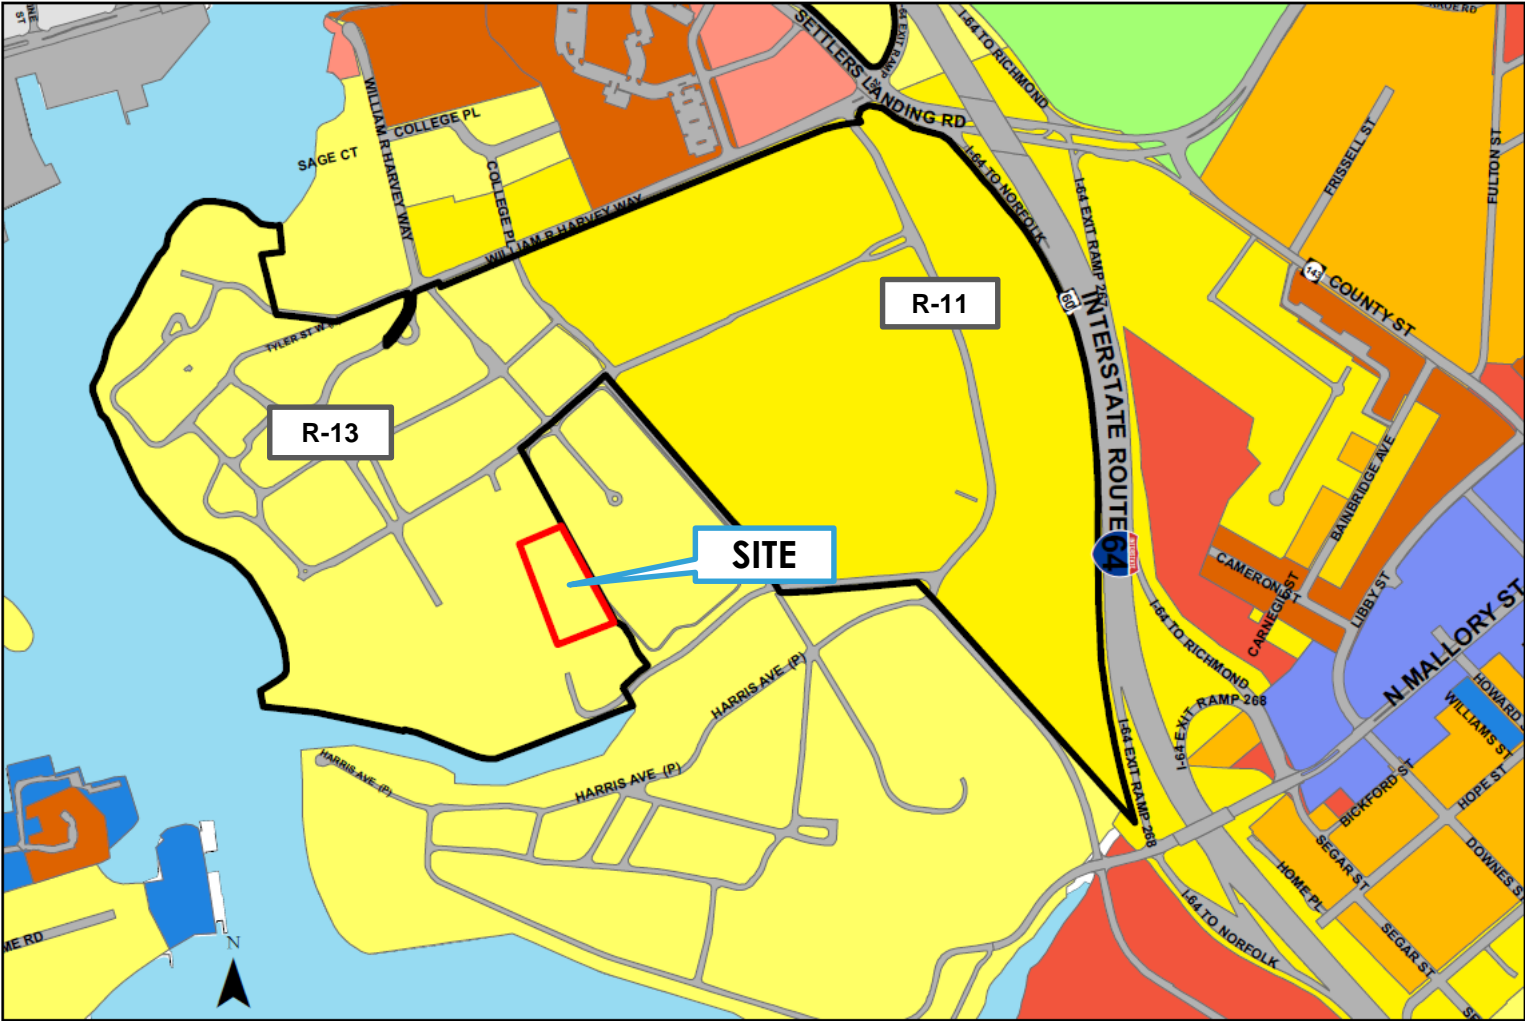 ST
SETTLERS LANDING RD
I-64 TO RICHMOND
WILLIAM R HARVEY WAY
COLLEGE PL
SAGE CT
COLLEGE PL
WILLIAM R HARVEY WAY
I-64 TO NORFOLK
I-64 EXIT RAMP 267
FRISSELL ST
FULTON ST
143
COUNTY ST
R-11
60
INTERSTATE ROUTE 64
TYLER ST W
R-13
SITE
BAINBRIDGE AVE
CAMERON ST
CARNEGIE ST
LIBBY ST
I-64 TO RICHMOND
N MALLORY ST
HARRIS AVE (P)
I-64 EXIT RAMP 268
I-64 EXIT RAMP 268
HOWARD
WILLIAMS ST
HARRIS AVE (P)
HARRIS AVE (P)
BICKFORD ST
HOPE ST
SEGAR ST
DOWNES ST
HOME PL
I-64 TO NORFOLK
SEGAR ST
ME RD
N